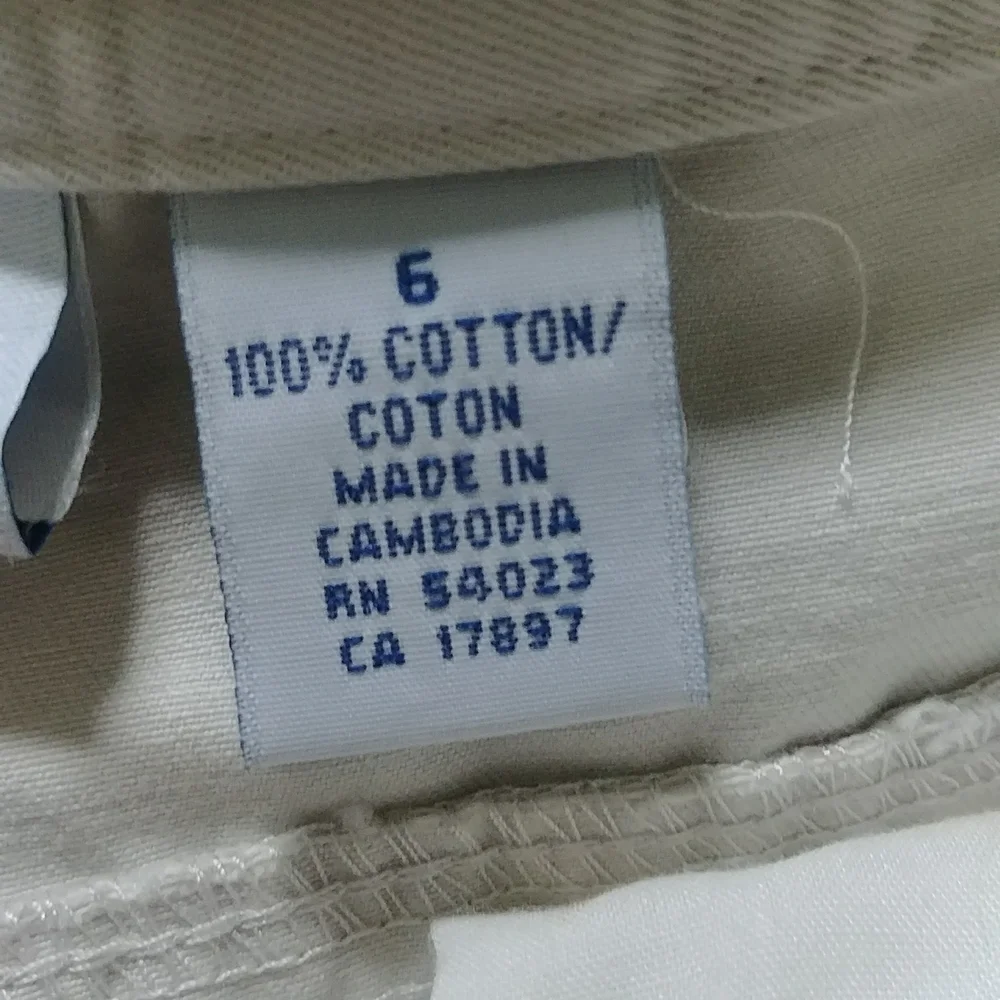 6
100% COTTON/
COTON
MADE IN
CAMBODIA
RN 54023
CA 17897